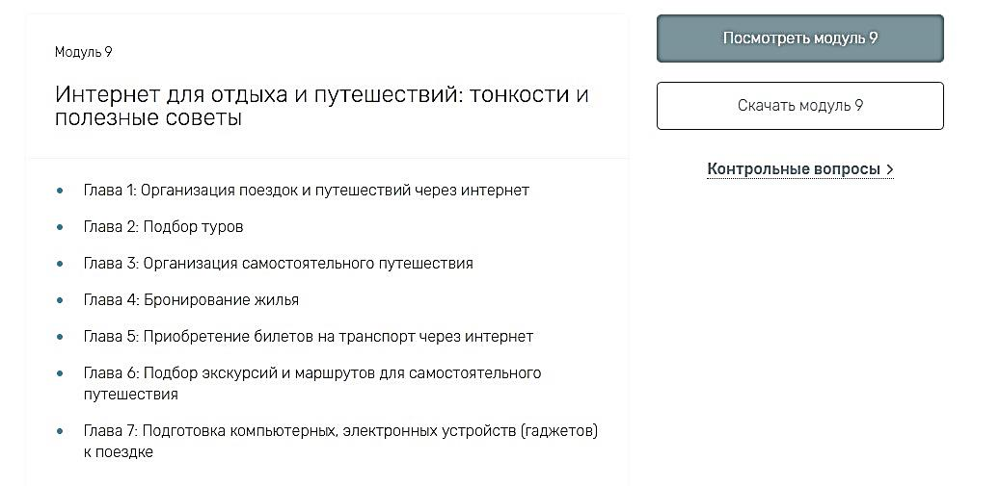 Модуль 9
Интернет для отдыха и путешествий: тонкости и
полезные советы
Глава 1: Организация поездок и путешествий через интернет
Глава 2: Подбор туров
Глава 3: Организация самостоятельного путешествия
Глава 4: Бронирование жилья
Глава 5: Приобретение билетов на транспорт через интернет
Глава 6: Подбор экскурсий и маршрутов для самостоятельного
путешествия
Глава 7: Подготовка компьютерных, электронных устройств (гаджетов)
к поездке
Посмотреть модуль 9
Скачать модуль 9
Контрольные вопросы